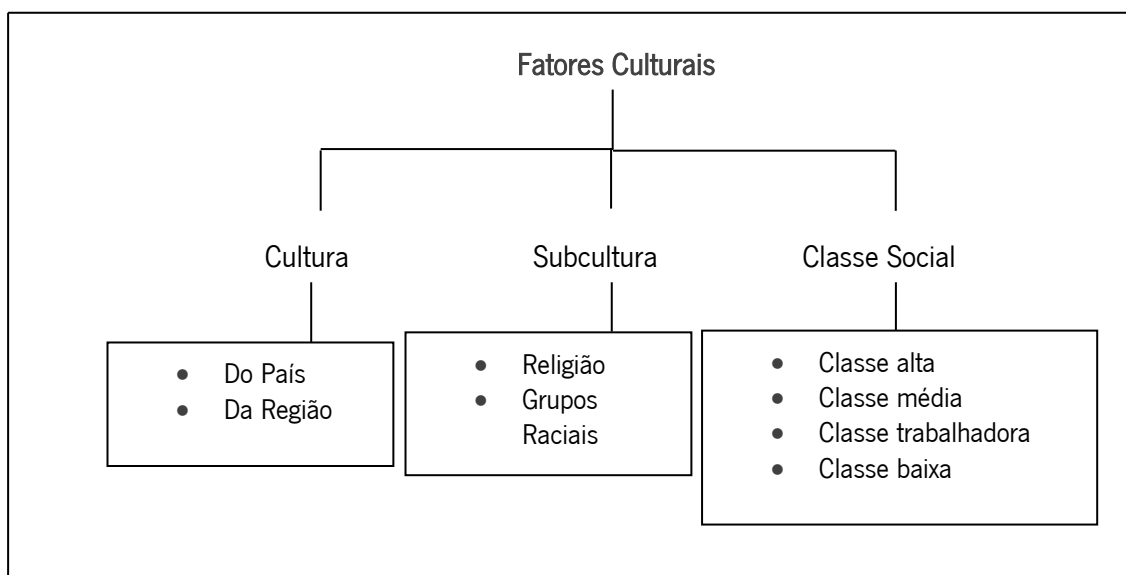 Fatores Culturais
Cultura
Subcultura
Classe Social
• Do País
• Da Região
• Religião
• Grupos
Raciais
• Classe alta
• Classe média
• Classe trabalhadora
• Classe baixa